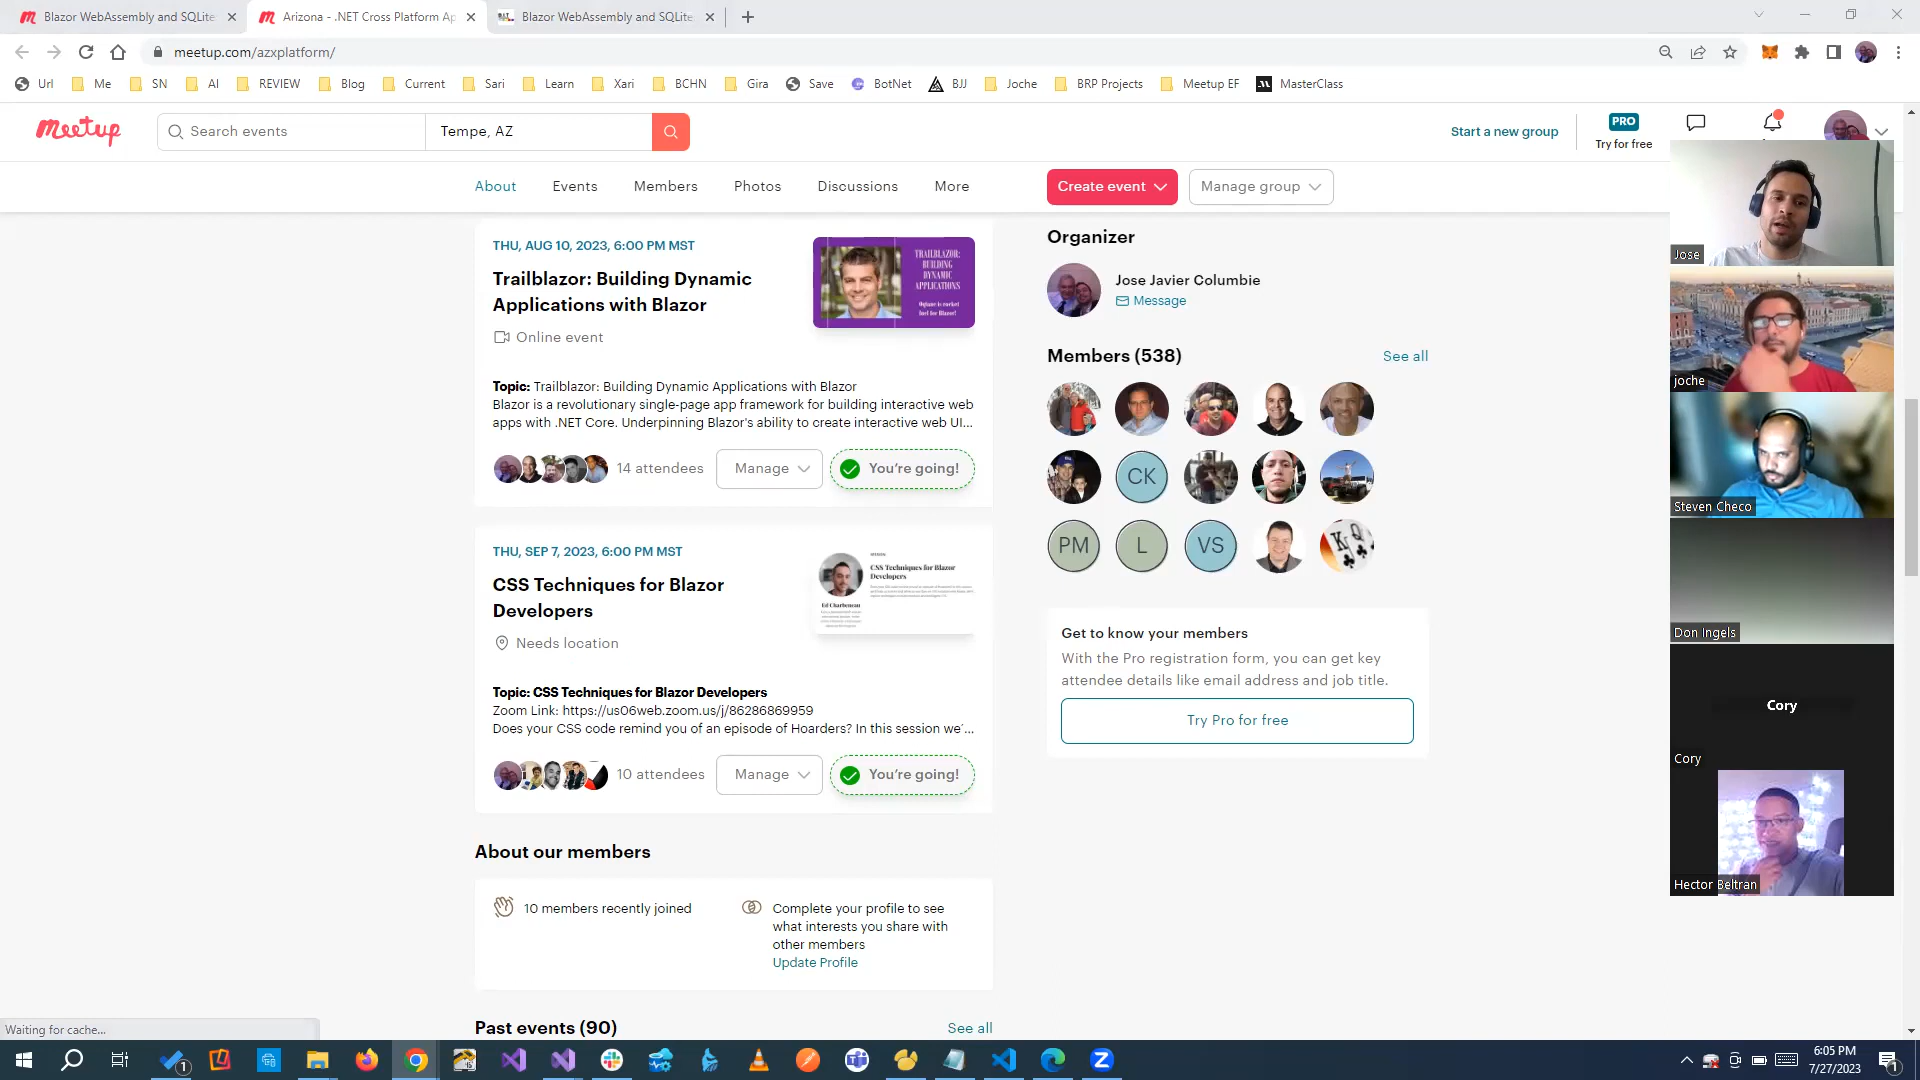 Blazor WebAssembly and SQLite
Arizona - .NET Cross Platform Ap
Blazor WebAssembly and SQLite
meetup.com/azxplatform/
Url
Me
SN
AI
REVIEW
Blog
Current
Sari
Learn
Xari
BCHN
Gira
Save
BotNet
BJJ
Joche
BRP Projects
Meetup EF
MasterClass
Meetup
Search events
Tempe, AZ
Start a new group
PRO
Try for free
About
Events
Members
Photos
Discussions
More
Create event
Manage group
THU, AUG 10, 2023, 6:00 PM MST
Trailblazor: Building Dynamic
Applications with Blazor
Online event
TRAILBLAZOR:
BUILDING
DYNAMIC
APPLICATIONS
Oqtane is rocket
fuel for Blazor!
Topic: Trailblazor: Building Dynamic Applications with Blazor
Blazor is a revolutionary single-page app framework for building interactive web
apps with .NET Core. Underpinning Blazor's ability to create interactive web UI...
14 attendees
Manage
You're going!
THU, SEP 7, 2023, 6:00 PM MST
CSS Techniques for Blazor
Developers
Needs location
CSS Techniques for Blazor
Developers
Ed Charbeneau
Topic: CSS Techniques for Blazor Developers
Zoom Link: https://us06web.zoom.us/j/86286869959
Does your CSS code remind you of an episode of Hoarders? In this session we'...
10 attendees
Manage
You're going!
About our members
10 members recently joined
Complete your profile to see
what interests you share with
other members
Update Profile
Past events (90)
See all
Organizer
Jose Javier Columbie
Message
Members (538)
See all
CK
PM
L
VS
K
Q
Get to know your members
With the Pro registration form, you can get key
attendee details like email address and job title.
Try Pro for free
Jose
joche
Steven Checo
Don Ingels
Cory
Cory
Hector Beltran
Waiting for cache...
1
6:05 PM
7/27/2023
1